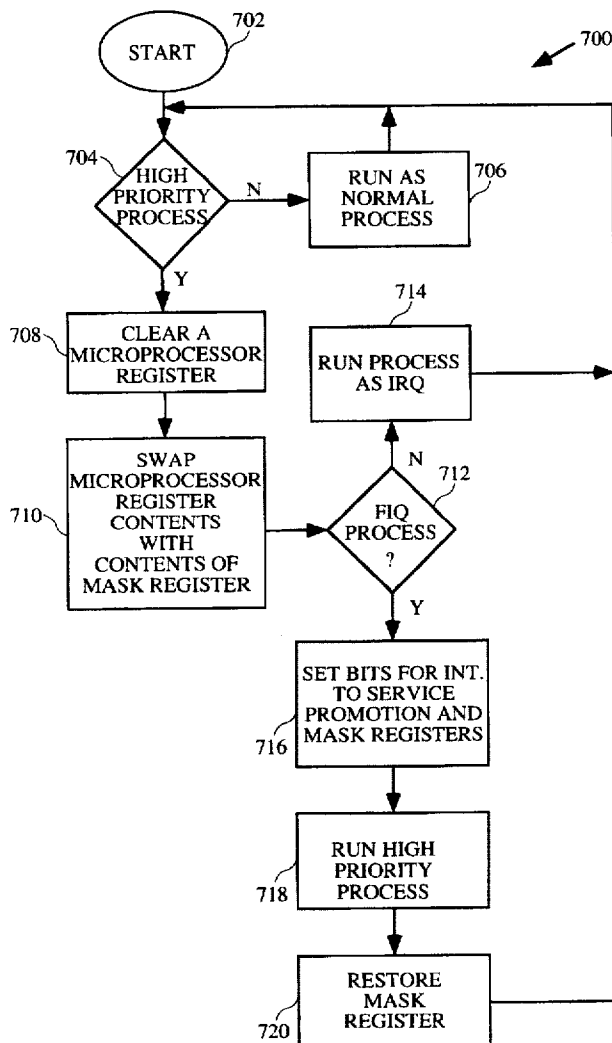 702
START
700
704
HIGH
PRIORITY
PROCESS
N
RUN AS
NORMAL
PROCESS
706
Y
708
CLEAR A
MICROPROCESSOR
REGISTER
714
RUN PROCESS
AS IRQ
710
SWAP
MICROPROCESSOR
REGISTER
CONTENTS
WITH
CONTENTS OF
MASK REGISTER
N
712
FIQ
PROCESS
?
Y
716
SET BITS FOR INT.
TO SERVICE
PROMOTION AND
MASK REGISTERS
718
RUN HIGH
PRIORITY
PROCESS
720
RESTORE
MASK
REGISTER